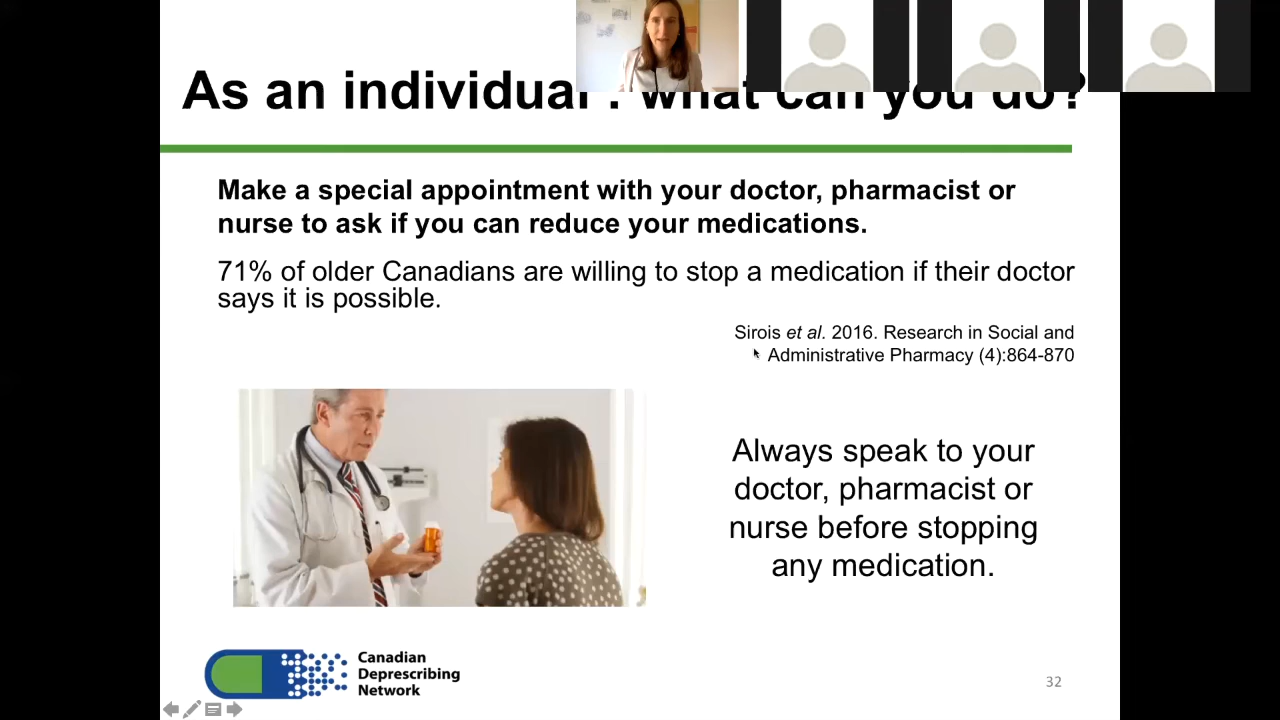 As an individual : what can you do?
Make a special appointment with your doctor, pharmacist or
nurse to ask if you can reduce your medications.
71% of older Canadians are willing to stop a medication if their doctor
says it is possible.
Sirois et al. 2016. Research in Social and
Administrative Pharmacy (4):864-870
Always speak to your
doctor, pharmacist or
nurse before stopping
any medication.
Canadian
Deprescribing
Network
32